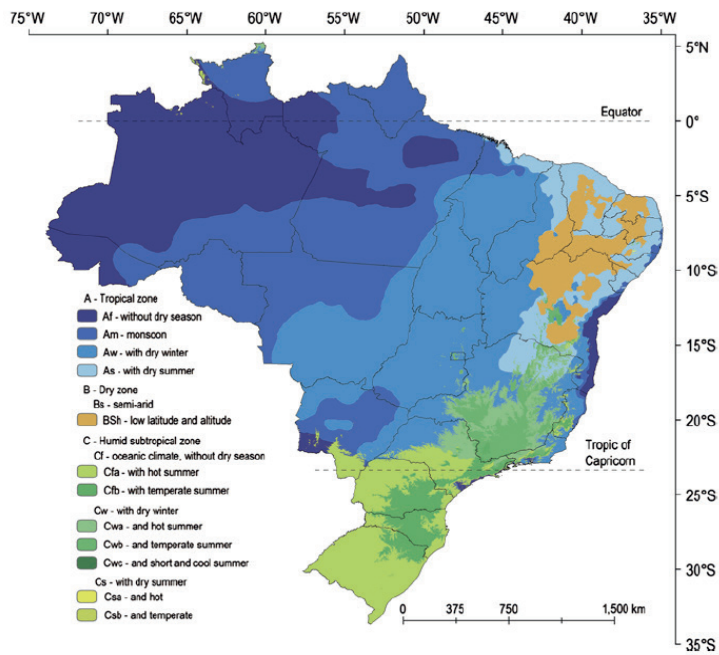 75°W 70°W 65°W 60°W 55°W 50°W 45°W 40°W 35°W
5°N
Equator
0°
5°S
10°S
A - Tropical zone
Af - without dry season
Am - monsoon
Aw - with dry winter
As - with dry summer
15°S
B - Dry zone
Bs - semi-arid
BSh - low latitude and altitude
20°S
C - Humid subtropical zone
Cf - oceanic climate, without dry season
Cfa - with hot summer
Cfb - with temperate summer
Tropic of
Capricorn
25°S
Cw - with dry winter
Cwa - and hot summer
Cwb - and temperate summer
Cwc - and short and cool summer
30°S
Cs - with dry summer
Csa - and hot
Csb - and temperate
0 375 750 1,500 km
35°S